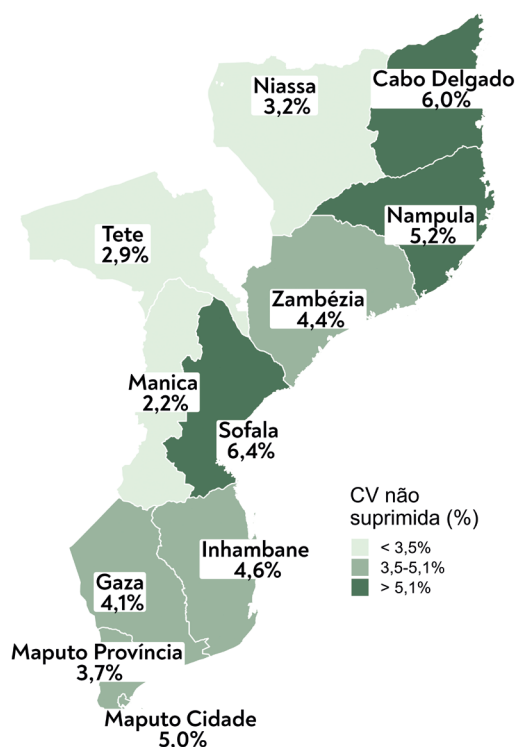 Cabo Delgado
6,0%
Niassa
3,2%
Nampula
5,2%
Tete
2,9%
Zambézia
4,4%
Manica
2,2%
Sofala
6,4%
CV não
suprimida (%)
< 3,5%
3,5-5,1%
> 5,1%
Inhambane
4,6%
Gaza
4,1%
Maputo Província
3,7%
Maputo Cidade
5,0%